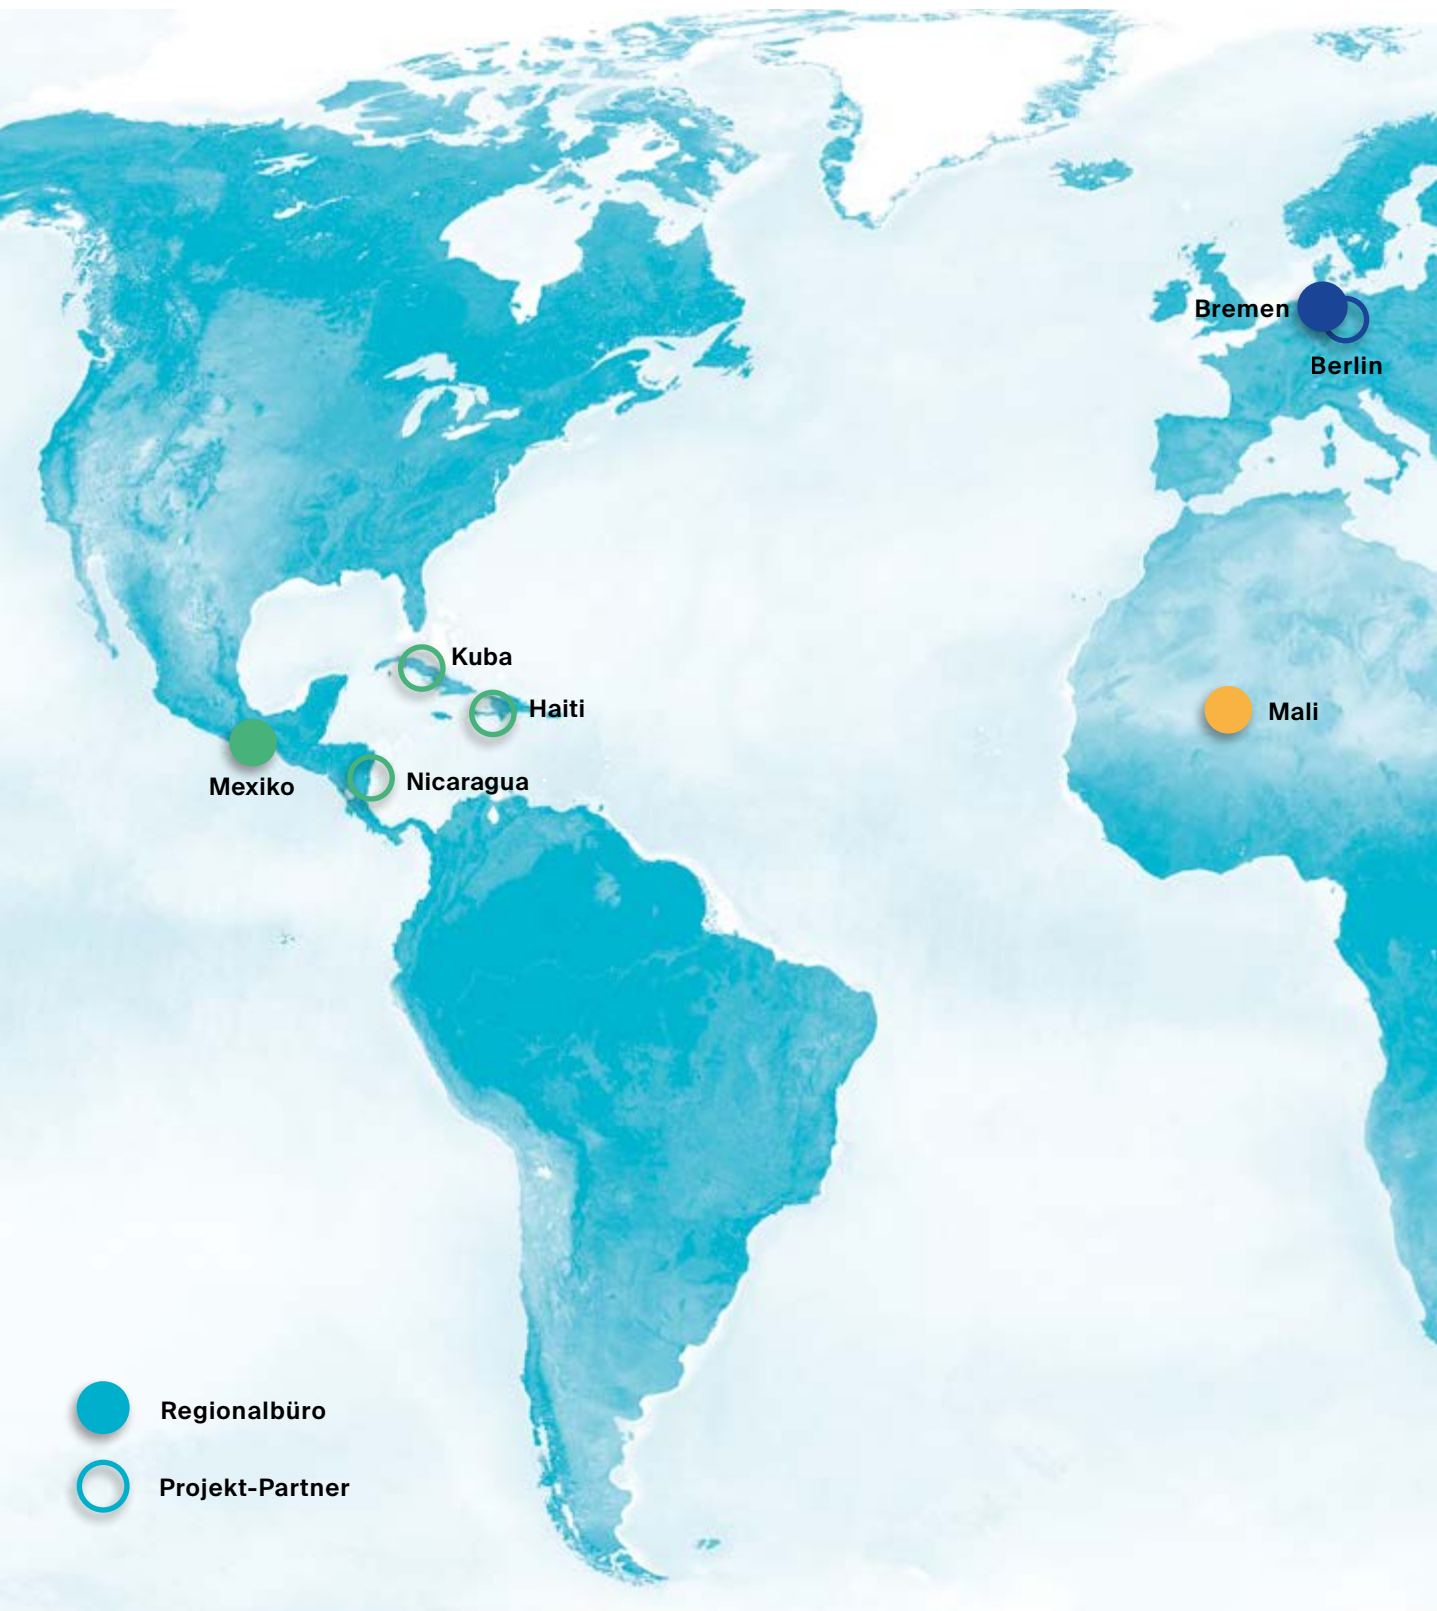 Bremen
Berlin
Kuba
Haiti
Mali
Mexiko
Nicaragua
Regionalbüro
Projekt-Partner